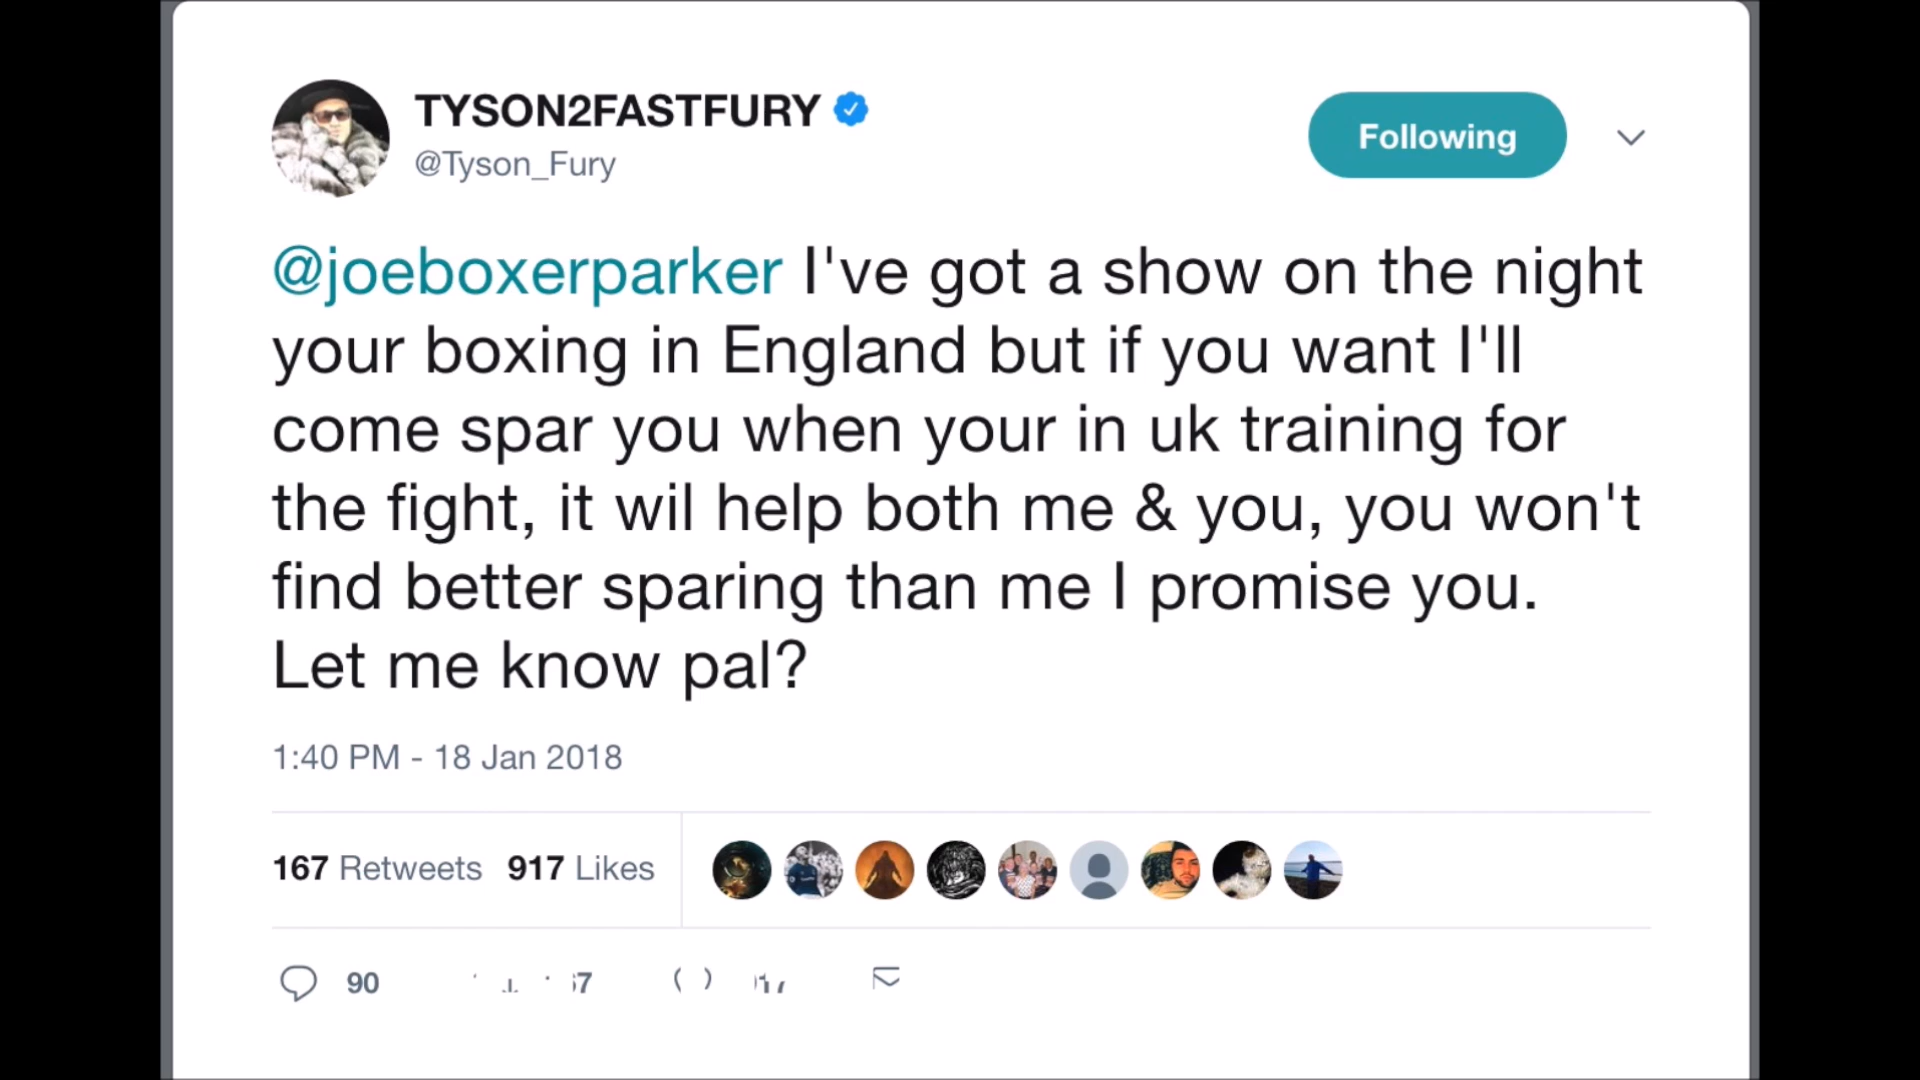 TYSON2FASTFURY
@Tyson_Fury
Following
@joeboxerparker I've got a show on the night
your boxing in England but if you want I'll
come spar you when your in uk training for
the fight, it wil help both me & you, you won't
find better sparing than me I promise you.
Let me know pal?
1:40 PM - 18 Jan 2018
167 Retweets 917 Likes
90